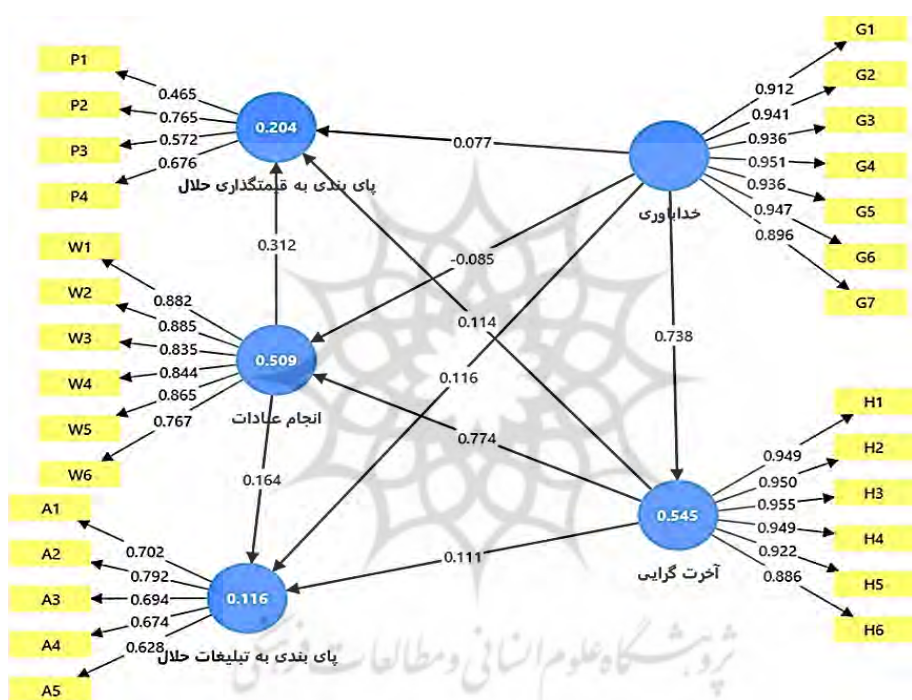 P1
P2
P3
P4
0.465
0.765
0.572
0.676
0.204
پای بندی به قیمتگذاری حلال
0.077
خداباوری
0.912
0.941
0.936
0.951
0.936
0.947
0.896
G1
G2
G3
G4
G5
G6
G7
0.312
-0.085
0.114
0.116
0.738
W1
W2
W3
W4
W5
W6
0.882
0.885
0.835
0.844
0.865
0.767
0.509
انجام عبادات
0.774
0.164
0.111
0.545
آخرت گرایی
0.949
0.950
0.955
0.949
0.922
0.886
H1
H2
H3
H4
H5
H6
A1
A2
A3
A4
A5
0.702
0.792
0.694
0.674
0.628
0.116
پای بندی به تبلیغات حلال
پژوهشگاه علوم انسانی و مطالعات فرهنگی